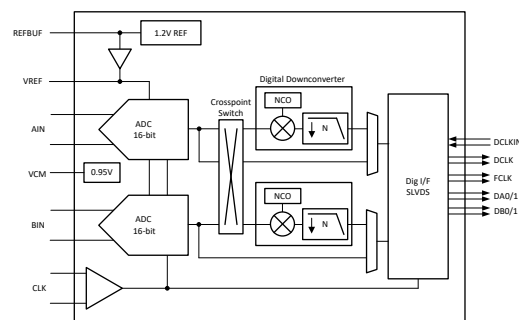 REFBUF
1.2V REF
VREF
Digital Downconverter
Crosspoint
Switch
NCO
ADC
16-bit
N
AIN
DCLKIN
DCLK
VCM
0.95V
Dig I/F
SLVDS
FCLK
DA0/1
NCO
DB0/1
BIN
ADC
16-bit
N
CLK